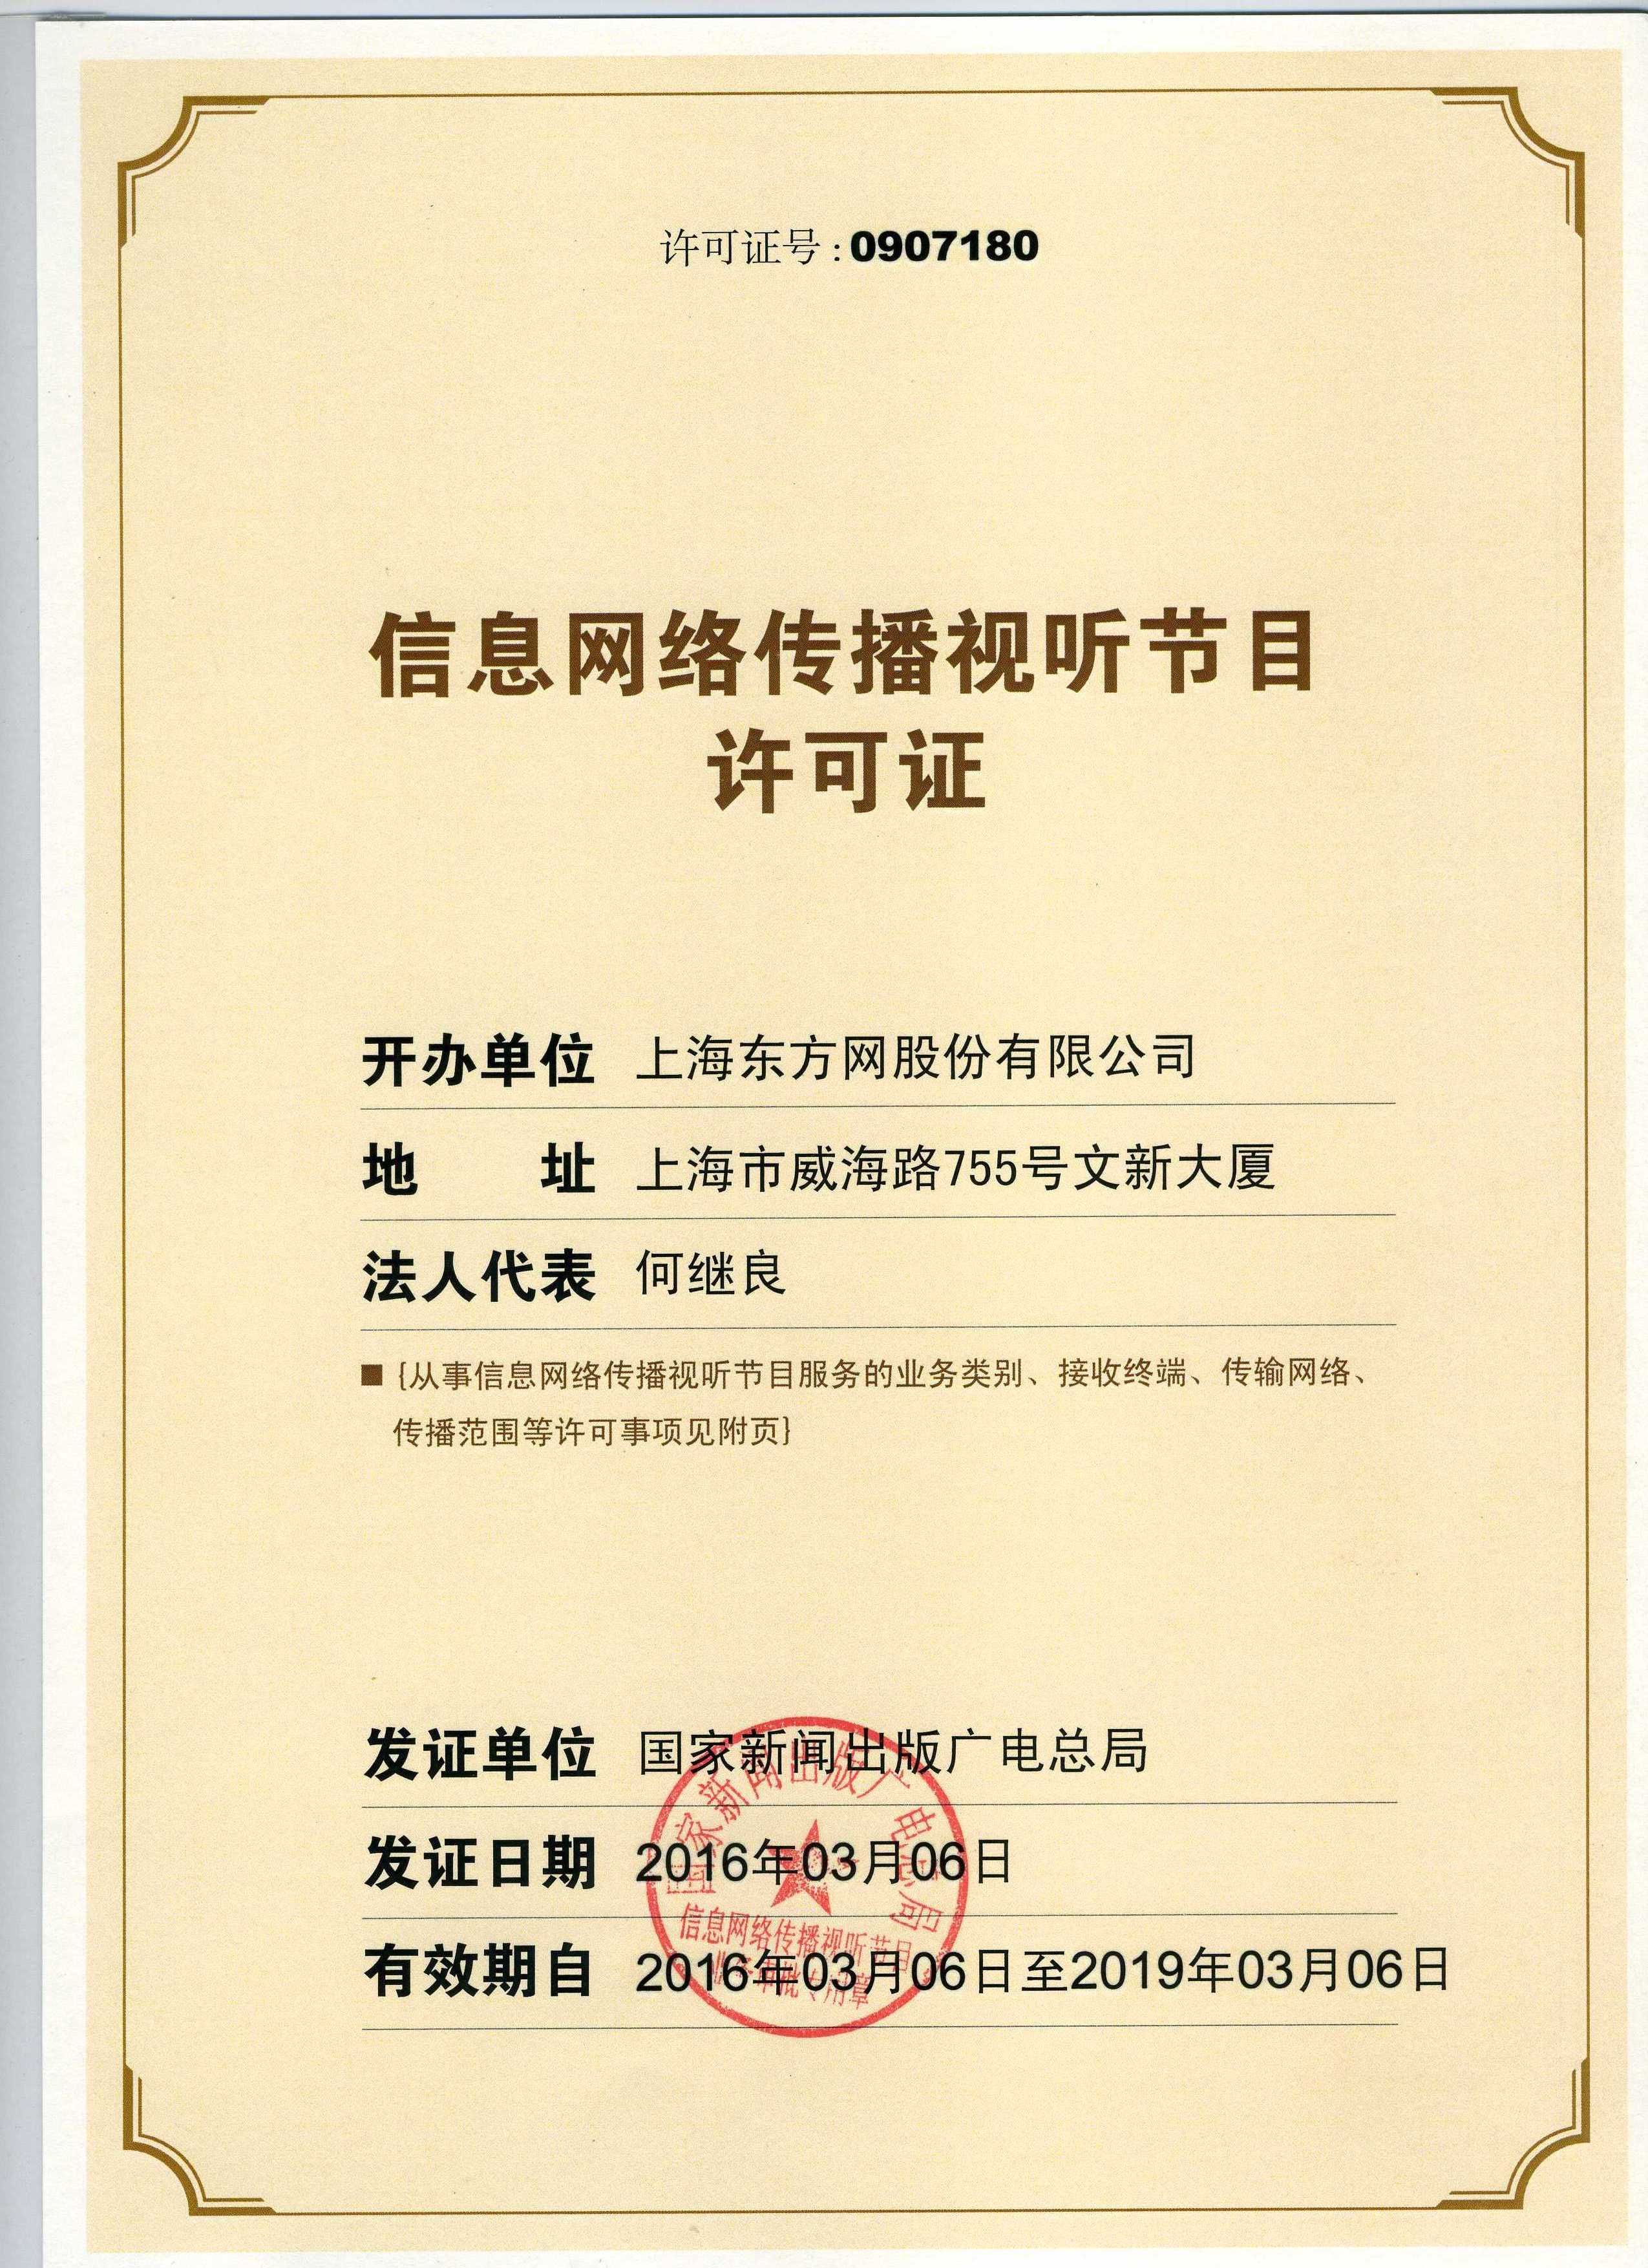 许可证号:0907180
信息网络传播视听节目
许可证
开办单位 上海东方网股份有限公司
地 址 上海市威海路755号文新大厦
法人代表 何继良
■ {从事信息网络传播视听节目服务的业务类别、接收终端、传输网络、
传播范围等许可事项见附页}
发证单位 国家新闻出版广电总局
发证日期 2016年03月06日
有效期自 2016年03月06日至2019年03月06日
国家新闻出版广电总局
信息网络传播视听节目
业务审批专用章